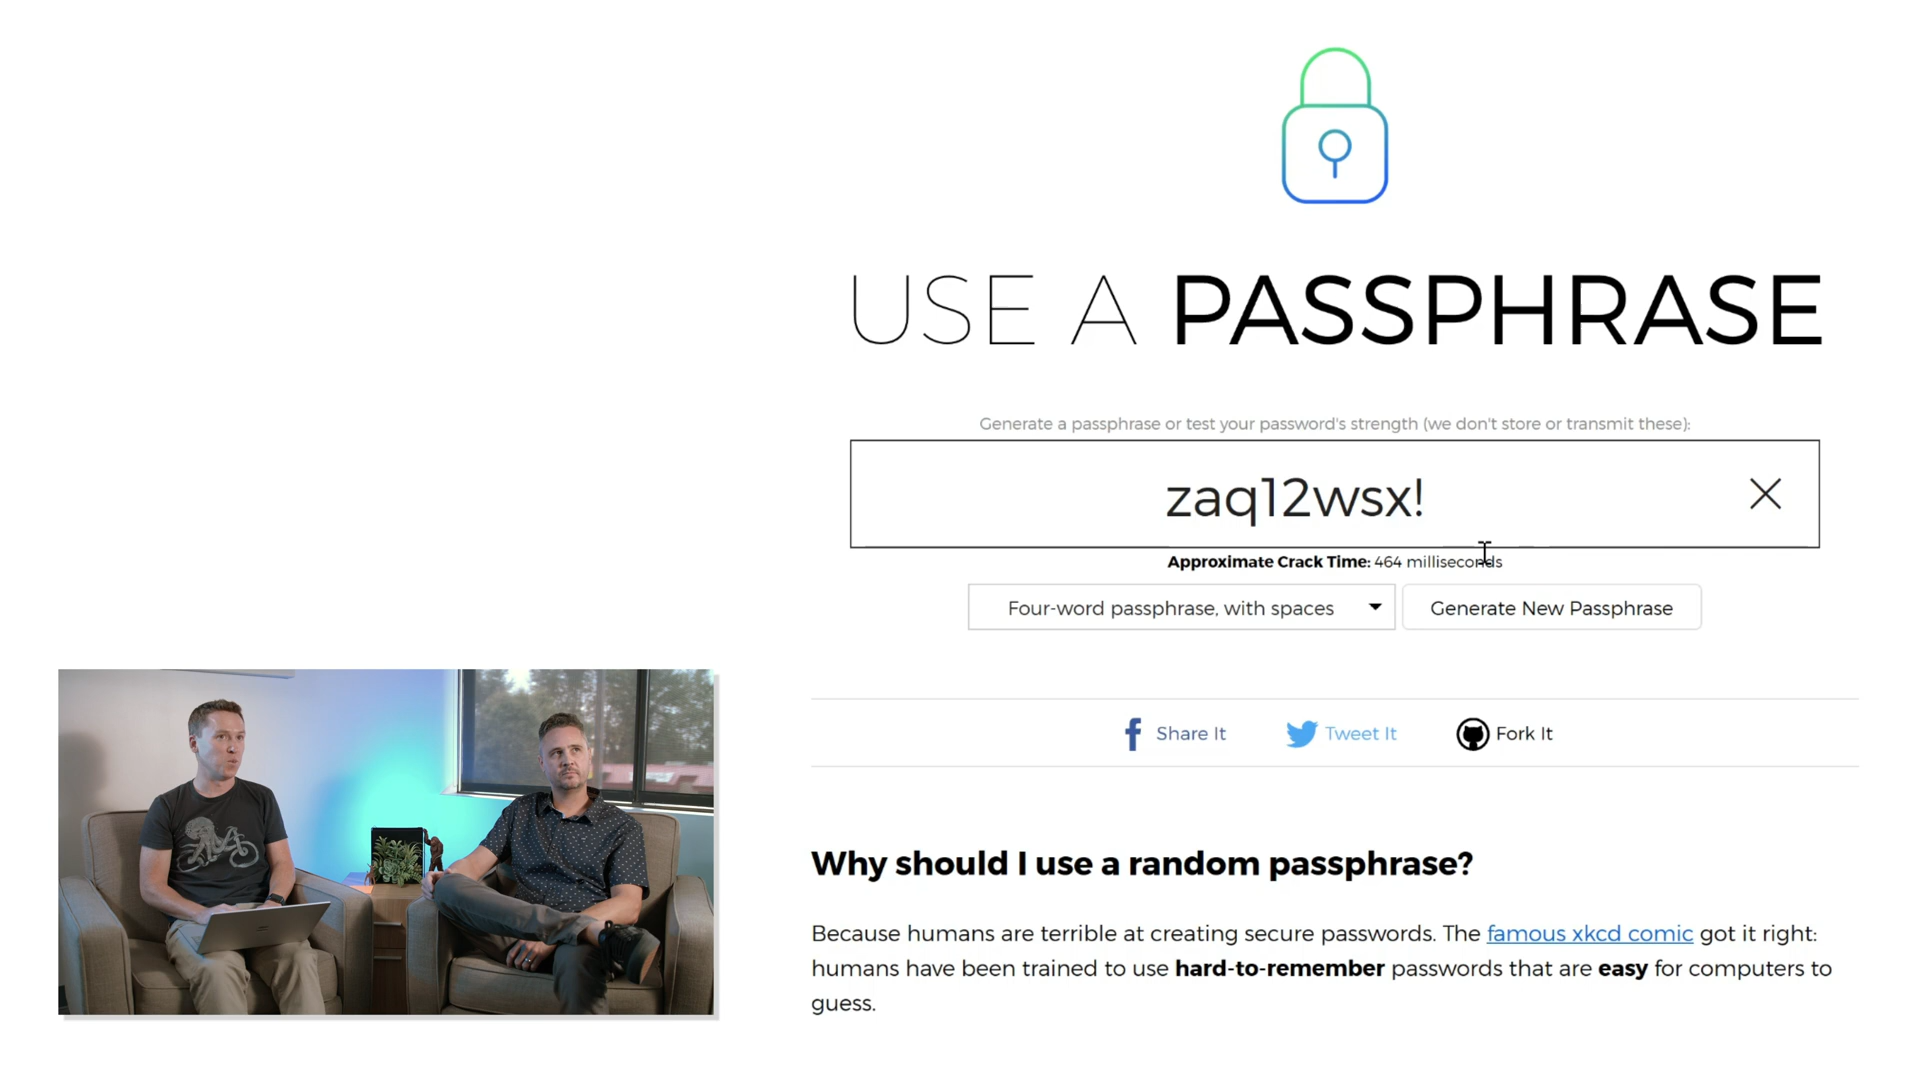 USE A PASSPHRASE
Generate a passphrase or test your password's strength (we don't store or transmit these):
zaq12wsx!
Approximate Crack Time: 464 milliseconds
Four-word passphrase, with spaces
Generate New Passphrase
Share It
Tweet It
Fork It
Why should I use a random passphrase?
Because humans are terrible at creating secure passwords. The famous xkcd comic got it right:
humans have been trained to use hard-to-remember passwords that are easy for computers to
guess.